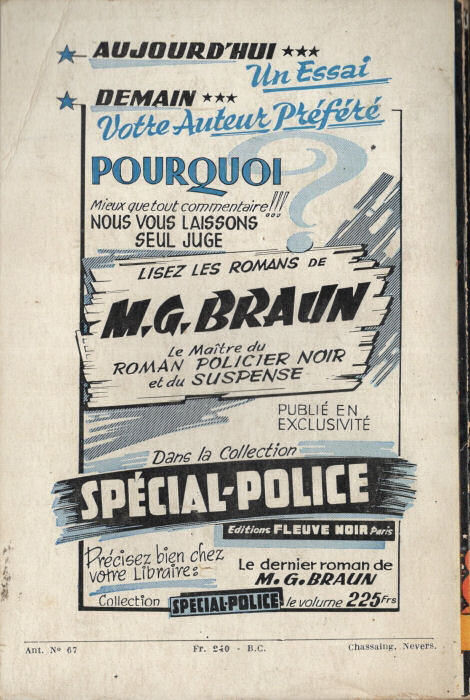 AUJOURD'HUI ★★★
Un Essai
DEMAIN ★★★
Votre Auteur Préféré
POURQUOI ?
Mieux que tout commentaire!!!
NOUS VOUS LAISSONS
SEUL JUGE
LISEZ LES ROMANS DE
M.G. BRAUN
Le Maître du
ROMAN POLICIER NOIR
et du SUSPENSE
PUBLIÉ EN
EXCLUSIVITÉ
Dans la Collection
SPÉCIAL-POLICE
Editions FLEUVE NOIR Paris
Précisez bien chez
votre Libraire:
Le dernier roman de
M.G. BRAUN
Collection SPÉCIAL-POLICE le volume 225 Frs
Ant. Nº 67 Fr. 240 - B.C. Chassaing, Nevers.